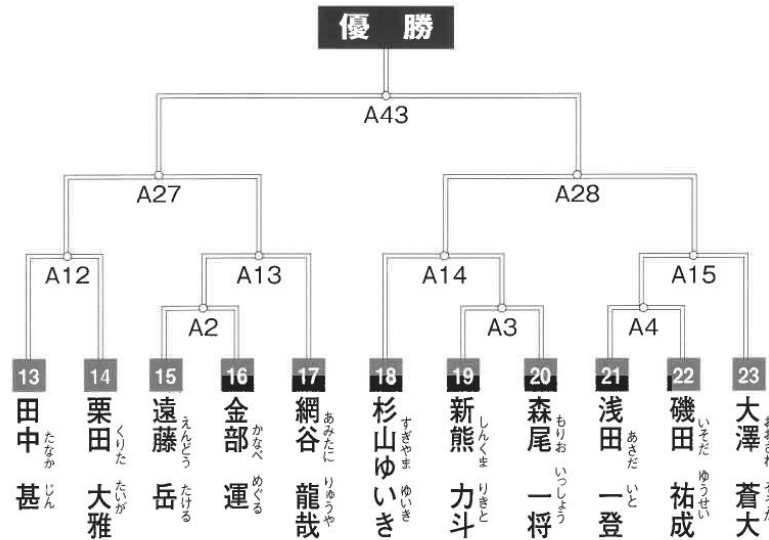 優勝
A43
A27
A28
A12
A13
A14
A15
A2
A3
A4
13
田中 甚
たなか じん
14
栗田 大雅
くりた たいが
15
遠藤 岳
えんどう たける
16
金部 運
かなべ めぐる
17
網谷 龍哉
あみたに りゅうや
18
杉山ゆいき
すぎやま ゆいき
19
新熊 力斗
しんくま りきと
20
森尾 一将
もりお いっしょう
21
浅田 一登
あさだ いと
22
磯田 祐成
いそだ ゆうせい
23
大澤 蒼大